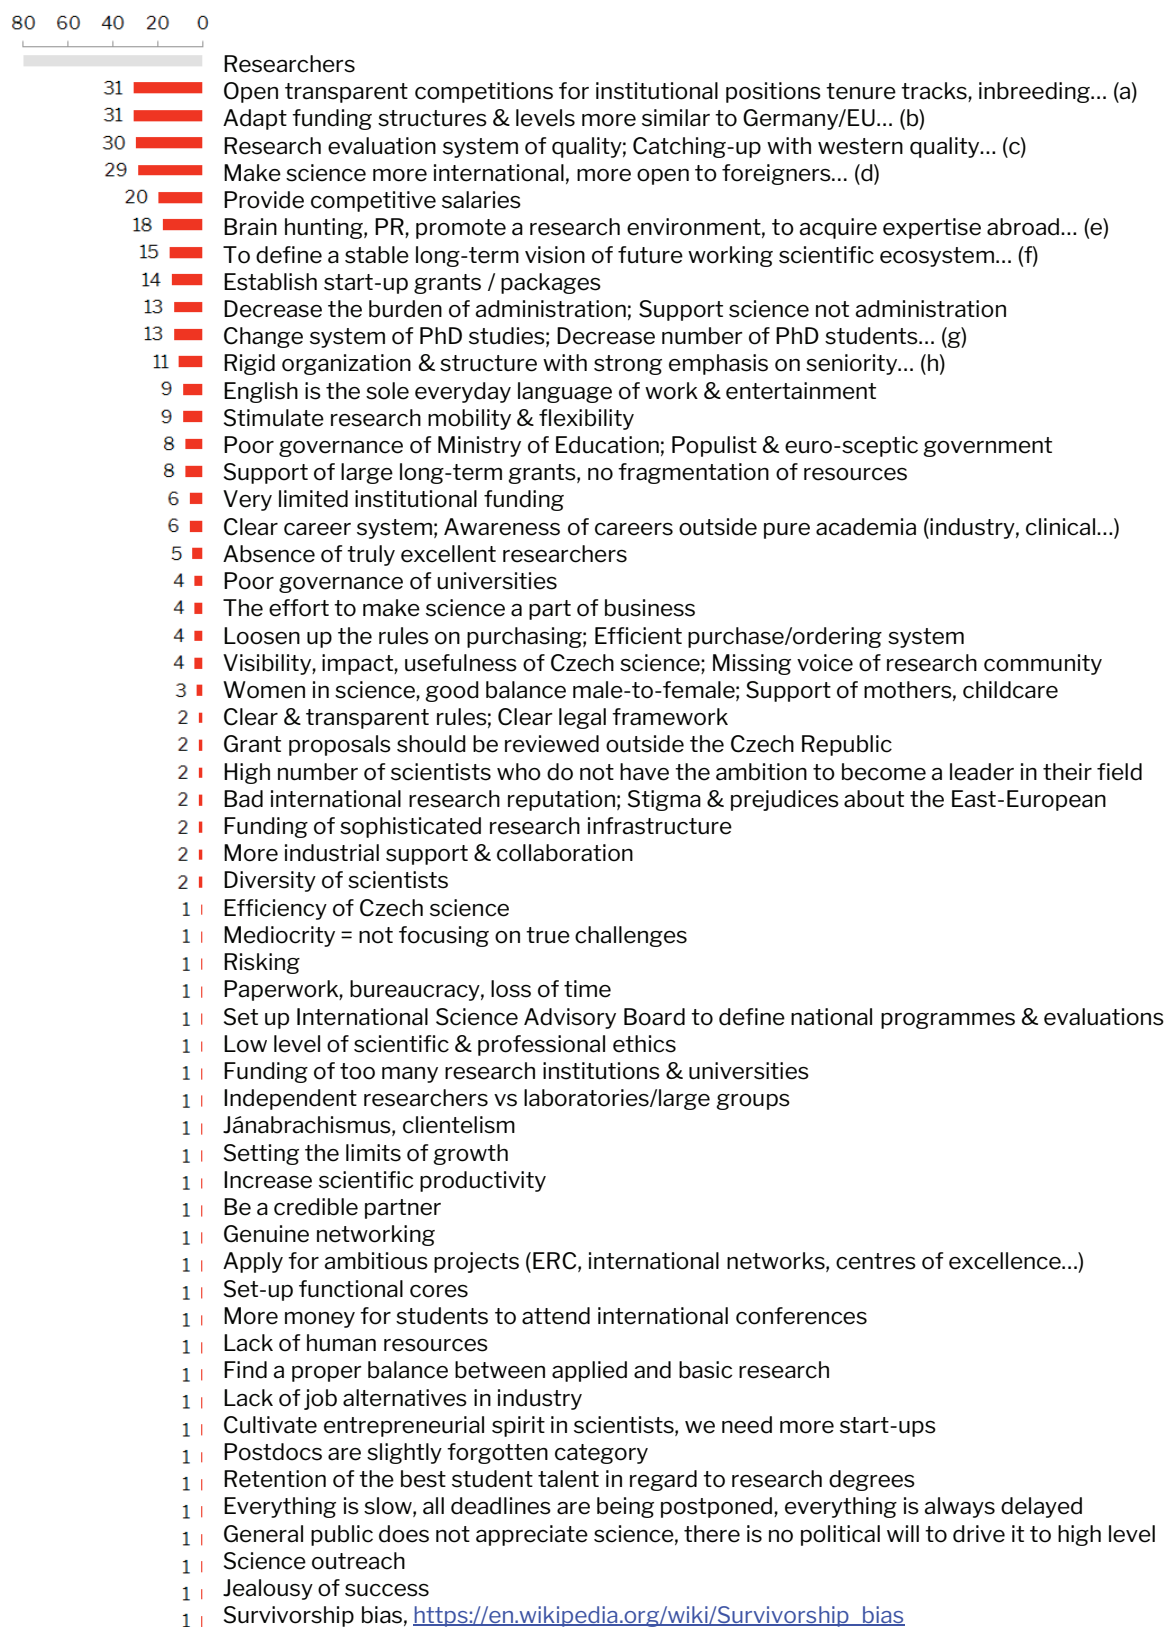 80 60 40 20 0
Researchers
31 Open transparent competitions for institutional positions tenure tracks, inbreeding... (a)
31 Adapt funding structures & levels more similar to Germany/EU... (b)
30 Research evaluation system of quality; Catching-up with western quality... (c)
29 Make science more international, more open to foreigners... (d)
20 Provide competitive salaries
18 Brain hunting, PR, promote a research environment, to acquire expertise abroad... (e)
15 To define a stable long-term vision of future working scientific ecosystem... (f)
14 Establish start-up grants / packages
13 Decrease the burden of administration; Support science not administration
13 Change system of PhD studies; Decrease number of PhD students... (g)
11 Rigid organization & structure with strong emphasis on seniority... (h)
9 English is the sole everyday language of work & entertainment
9 Stimulate research mobility & flexibility
8 Poor governance of Ministry of Education; Populist & euro-sceptic government
8 Support of large long-term grants, no fragmentation of resources
6 Very limited institutional funding
6 Clear career system; Awareness of careers outside pure academia (industry, clinical...)
5 Absence of truly excellent researchers
4 Poor governance of universities
4 The effort to make science a part of business
4 Loosen up the rules on purchasing; Efficient purchase/ordering system
4 Visibility, impact, usefulness of Czech science; Missing voice of research community
3 Women in science, good balance male-to-female; Support of mothers, childcare
2 Clear & transparent rules; Clear legal framework
2 Grant proposals should be reviewed outside the Czech Republic
2 High number of scientists who do not have the ambition to become a leader in their field
2 Bad international research reputation; Stigma & prejudices about the East-European
2 Funding of sophisticated research infrastructure
2 More industrial support & collaboration
2 Diversity of scientists
1 Efficiency of Czech science
1 Mediocrity = not focusing on true challenges
1 Risking
1 Paperwork, bureaucracy, loss of time
1 Set up International Science Advisory Board to define national programmes & evaluations
1 Low level of scientific & professional ethics
1 Funding of too many research institutions & universities
1 Independent researchers vs laboratories/large groups
1 Jánabrachismus, clientelism
1 Setting the limits of growth
1 Increase scientific productivity
1 Be a credible partner
1 Genuine networking
1 Apply for ambitious projects (ERC, international networks, centres of excellence...)
1 Set-up functional cores
1 More money for students to attend international conferences
1 Lack of human resources
1 Find a proper balance between applied and basic research
1 Lack of job alternatives in industry
1 Cultivate entrepreneurial spirit in scientists, we need more start-ups
1 Postdocs are slightly forgotten category
1 Retention of the best student talent in regard to research degrees
1 Everything is slow, all deadlines are being postponed, everything is always delayed
1 General public does not appreciate science, there is no political will to drive it to high level
1 Science outreach
1 Jealousy of success
1 Survivorship bias, https://en.wikipedia.org/wiki/Survivorship_bias